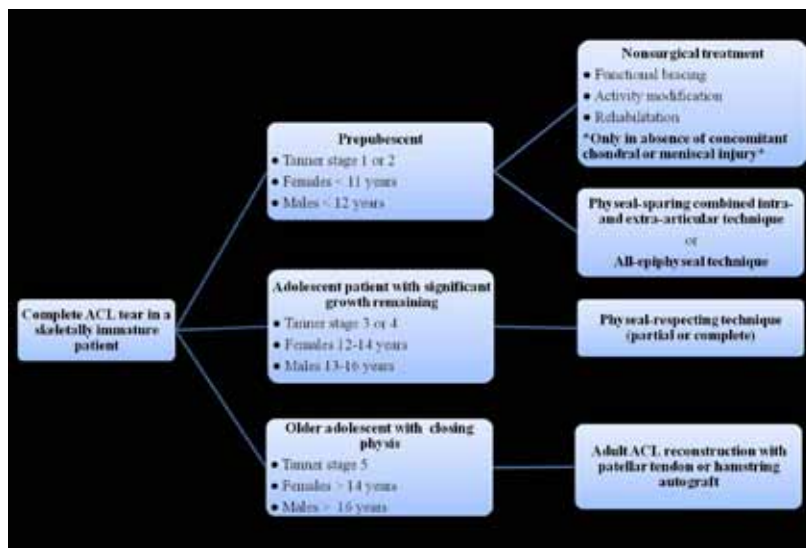 Complete ACL tear in a
skeletally immature
patient
Prepubescent
● Tanner stage 1 or 2
● Females < 11 years
● Males < 12 years
Nonsurgical treatment
● Functional bracing
● Activity modification
● Rehabilitation
*Only in absence of concomitant
chondral or meniscal injury*
Physeal-sparing combined intra-
and extra-articular technique
or
All-epiphyseal technique
Adolescent patient with significant
growth remaining
● Tanner stage 3 or 4
● Females 12-14 years
● Males 13-16 years
Physeal-respecting technique
(partial or complete)
Older adolescent with closing
physis
● Tanner stage 5
● Females > 14 years
● Males > 16 years
Adult ACL reconstruction with
patellar tendon or hamstring
autograft